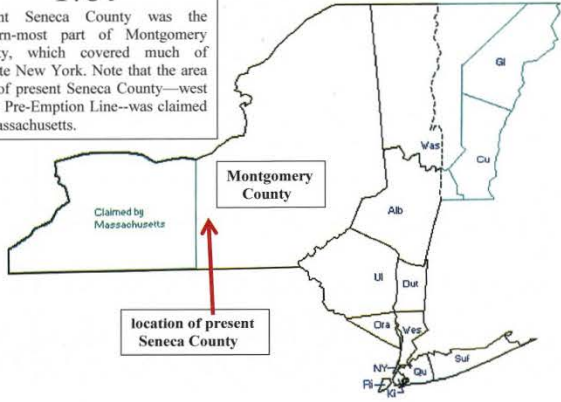 nt Seneca County was the
rn-most part of Montgomery
ty, which covered much of
te New York. Note that the area
of present Seneca County—west
Pre-Emption Line--was claimed
assachusetts.
Gl
Was
Cu
Montgomery
County
Claimed by
Massachusetts
Alb
Ul
Dut
location of present
Seneca County
Ora
Wes
NY
Ri
Ki
Qu
Suf